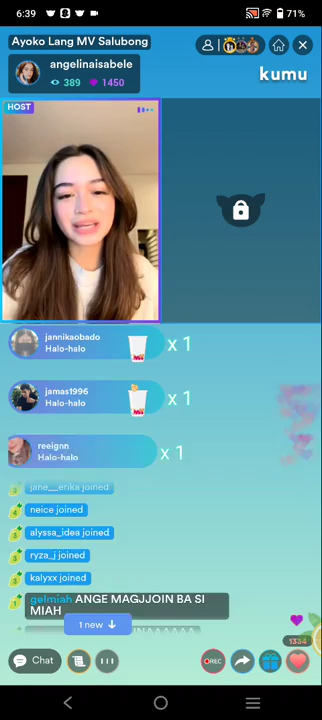 6:39
71%
Ayoko Lang MV Salubong
angelinaisabele
389 1450
kumu
HOST
jannikaobado
Halo-halo
x 1
jamas1996
Halo-halo
x 1
reeignn
Halo-halo
x 1
jane__erika joined
neice joined
alyssa_idea joined
ryza_j joined
kalyxx joined
gelmiah ANGE MAGJJOIN BA SI
MIAH
1 new
1334
Chat
REC